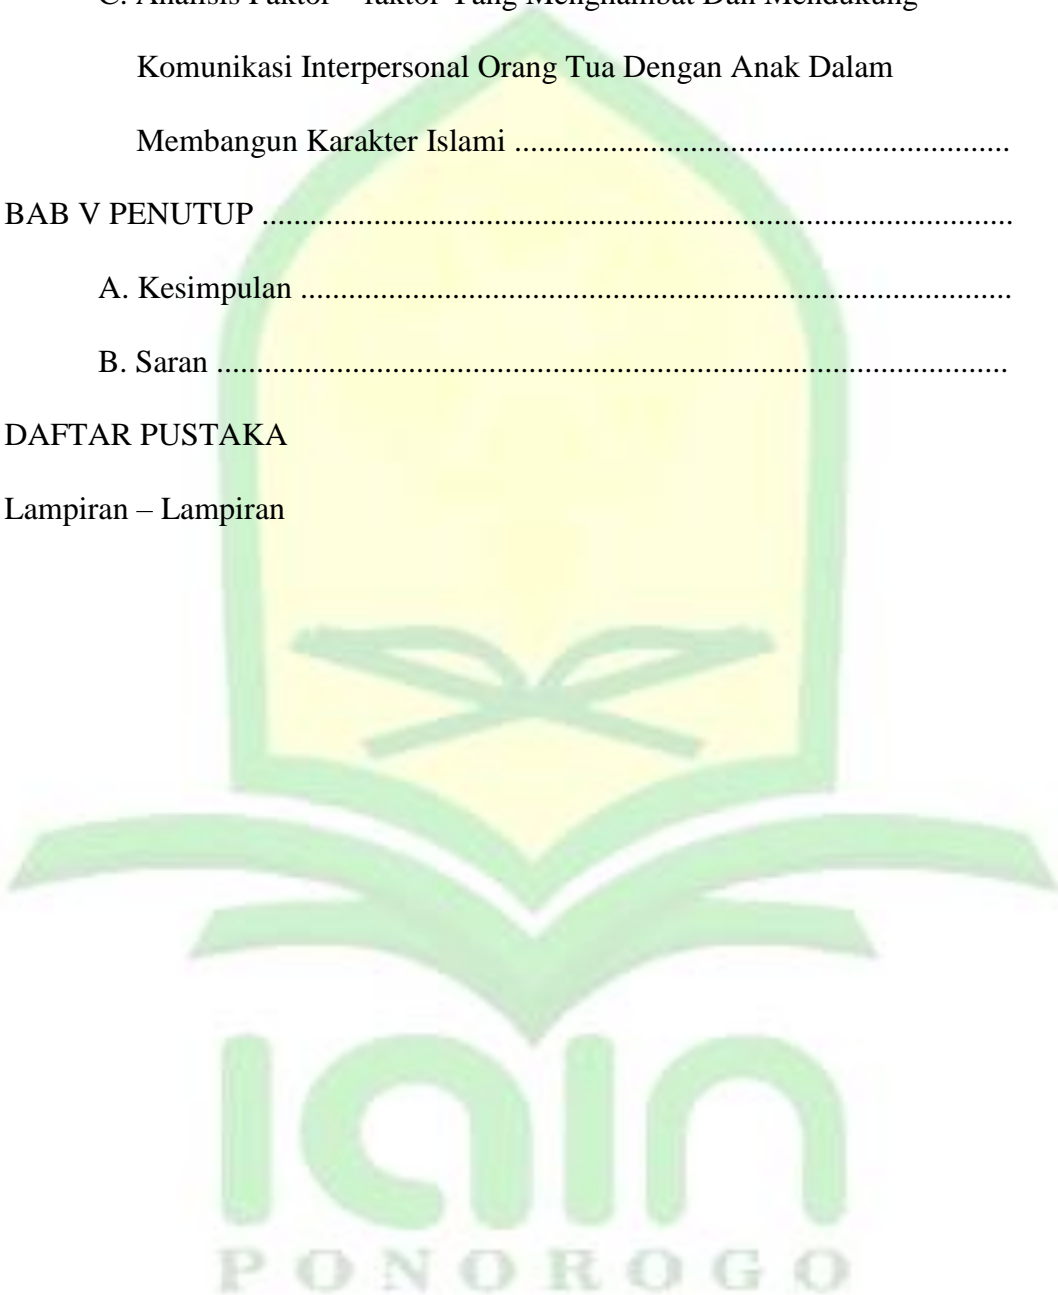 C. Analisis Faktor – faktor Yang Menghambat Dan Mendukung
Komunikasi Interpersonal Orang Tua Dengan Anak Dalam
Membangun Karakter Islami ..............................................................
BAB V PENUTUP ..............................................................................................
A. Kesimpulan .........................................................................................
B. Saran ...................................................................................................
DAFTAR PUSTAKA
Lampiran – Lampiran
iain
PONOROGO